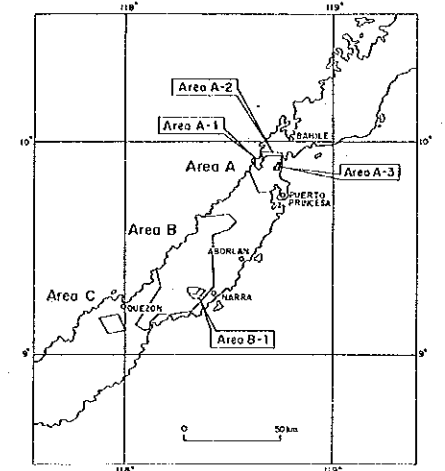 118°
119°
Area A-2
Area A-1
BAHILE
10°
10°
Area A
Area A-3
PUERTO
PRINCESA
Area B
ABORLAN
Area C
QUEZON
NARRA
Area B-1
9°
9°
0 50km
118°
119°